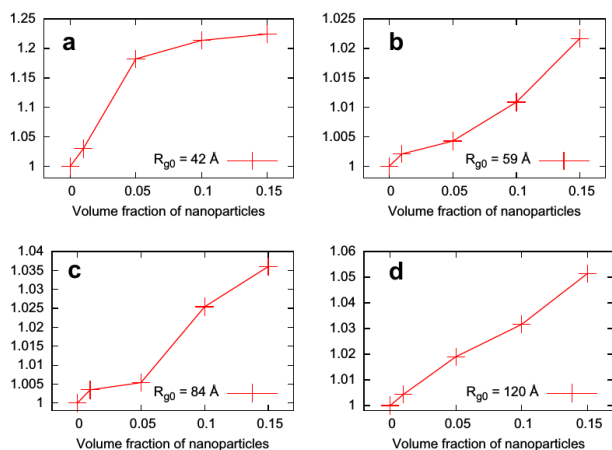 a
1.25
1.2
1.15
1.1
1.05
1
R_g0 = 42 Å
0 0.05 0.1 0.15
Volume fraction of nanoparticles
b
1.025
1.02
1.015
1.01
1.005
1
R_g0 = 59 Å
0 0.05 0.1 0.15
Volume fraction of nanoparticles
c
1.04
1.035
1.03
1.025
1.02
1.01
1.01
1.005
1
R_g0 = 84 Å
0 0.05 0.1 0.15
Volume fraction of nanoparticles
d
1.06
1.05
1.04
1.03
1.02
1.01
1
R_g0 = 120 Å
0 0.05 0.1 0.15
Volume fraction of nanoparticles